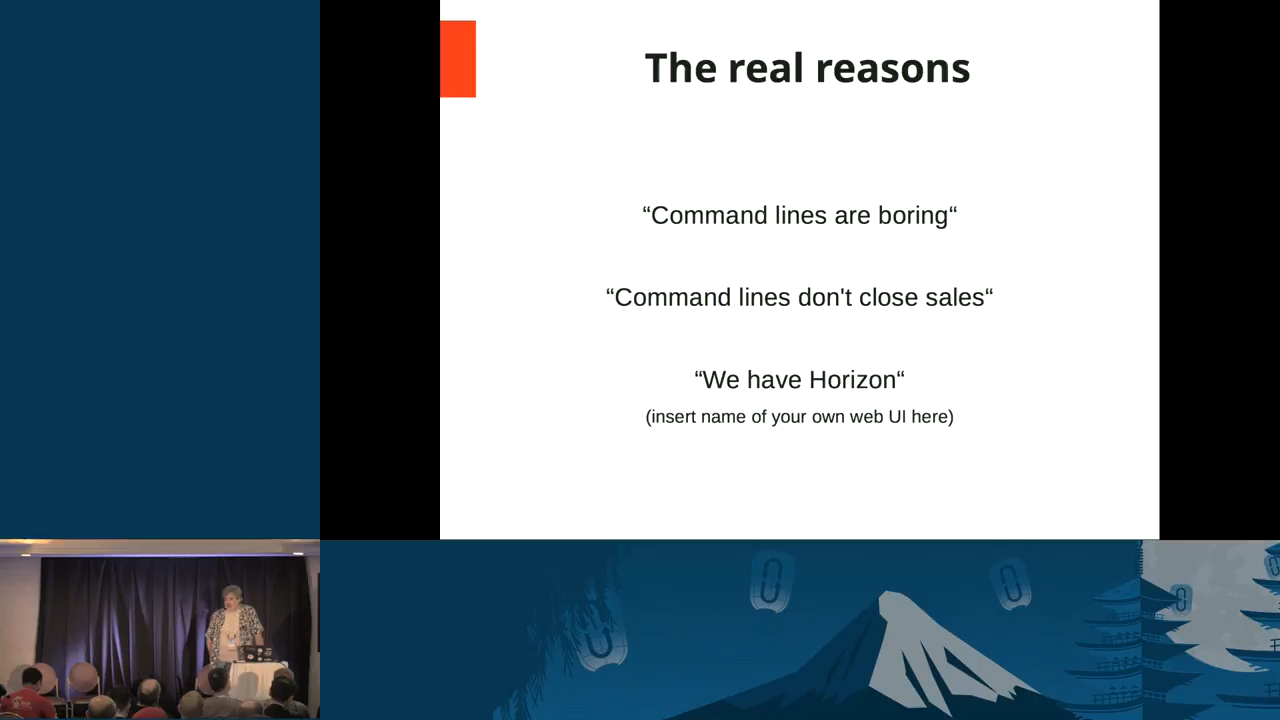 The real reasons
“Command lines are boring“
“Command lines don't close sales“
“We have Horizon“
(insert name of your own web UI here)